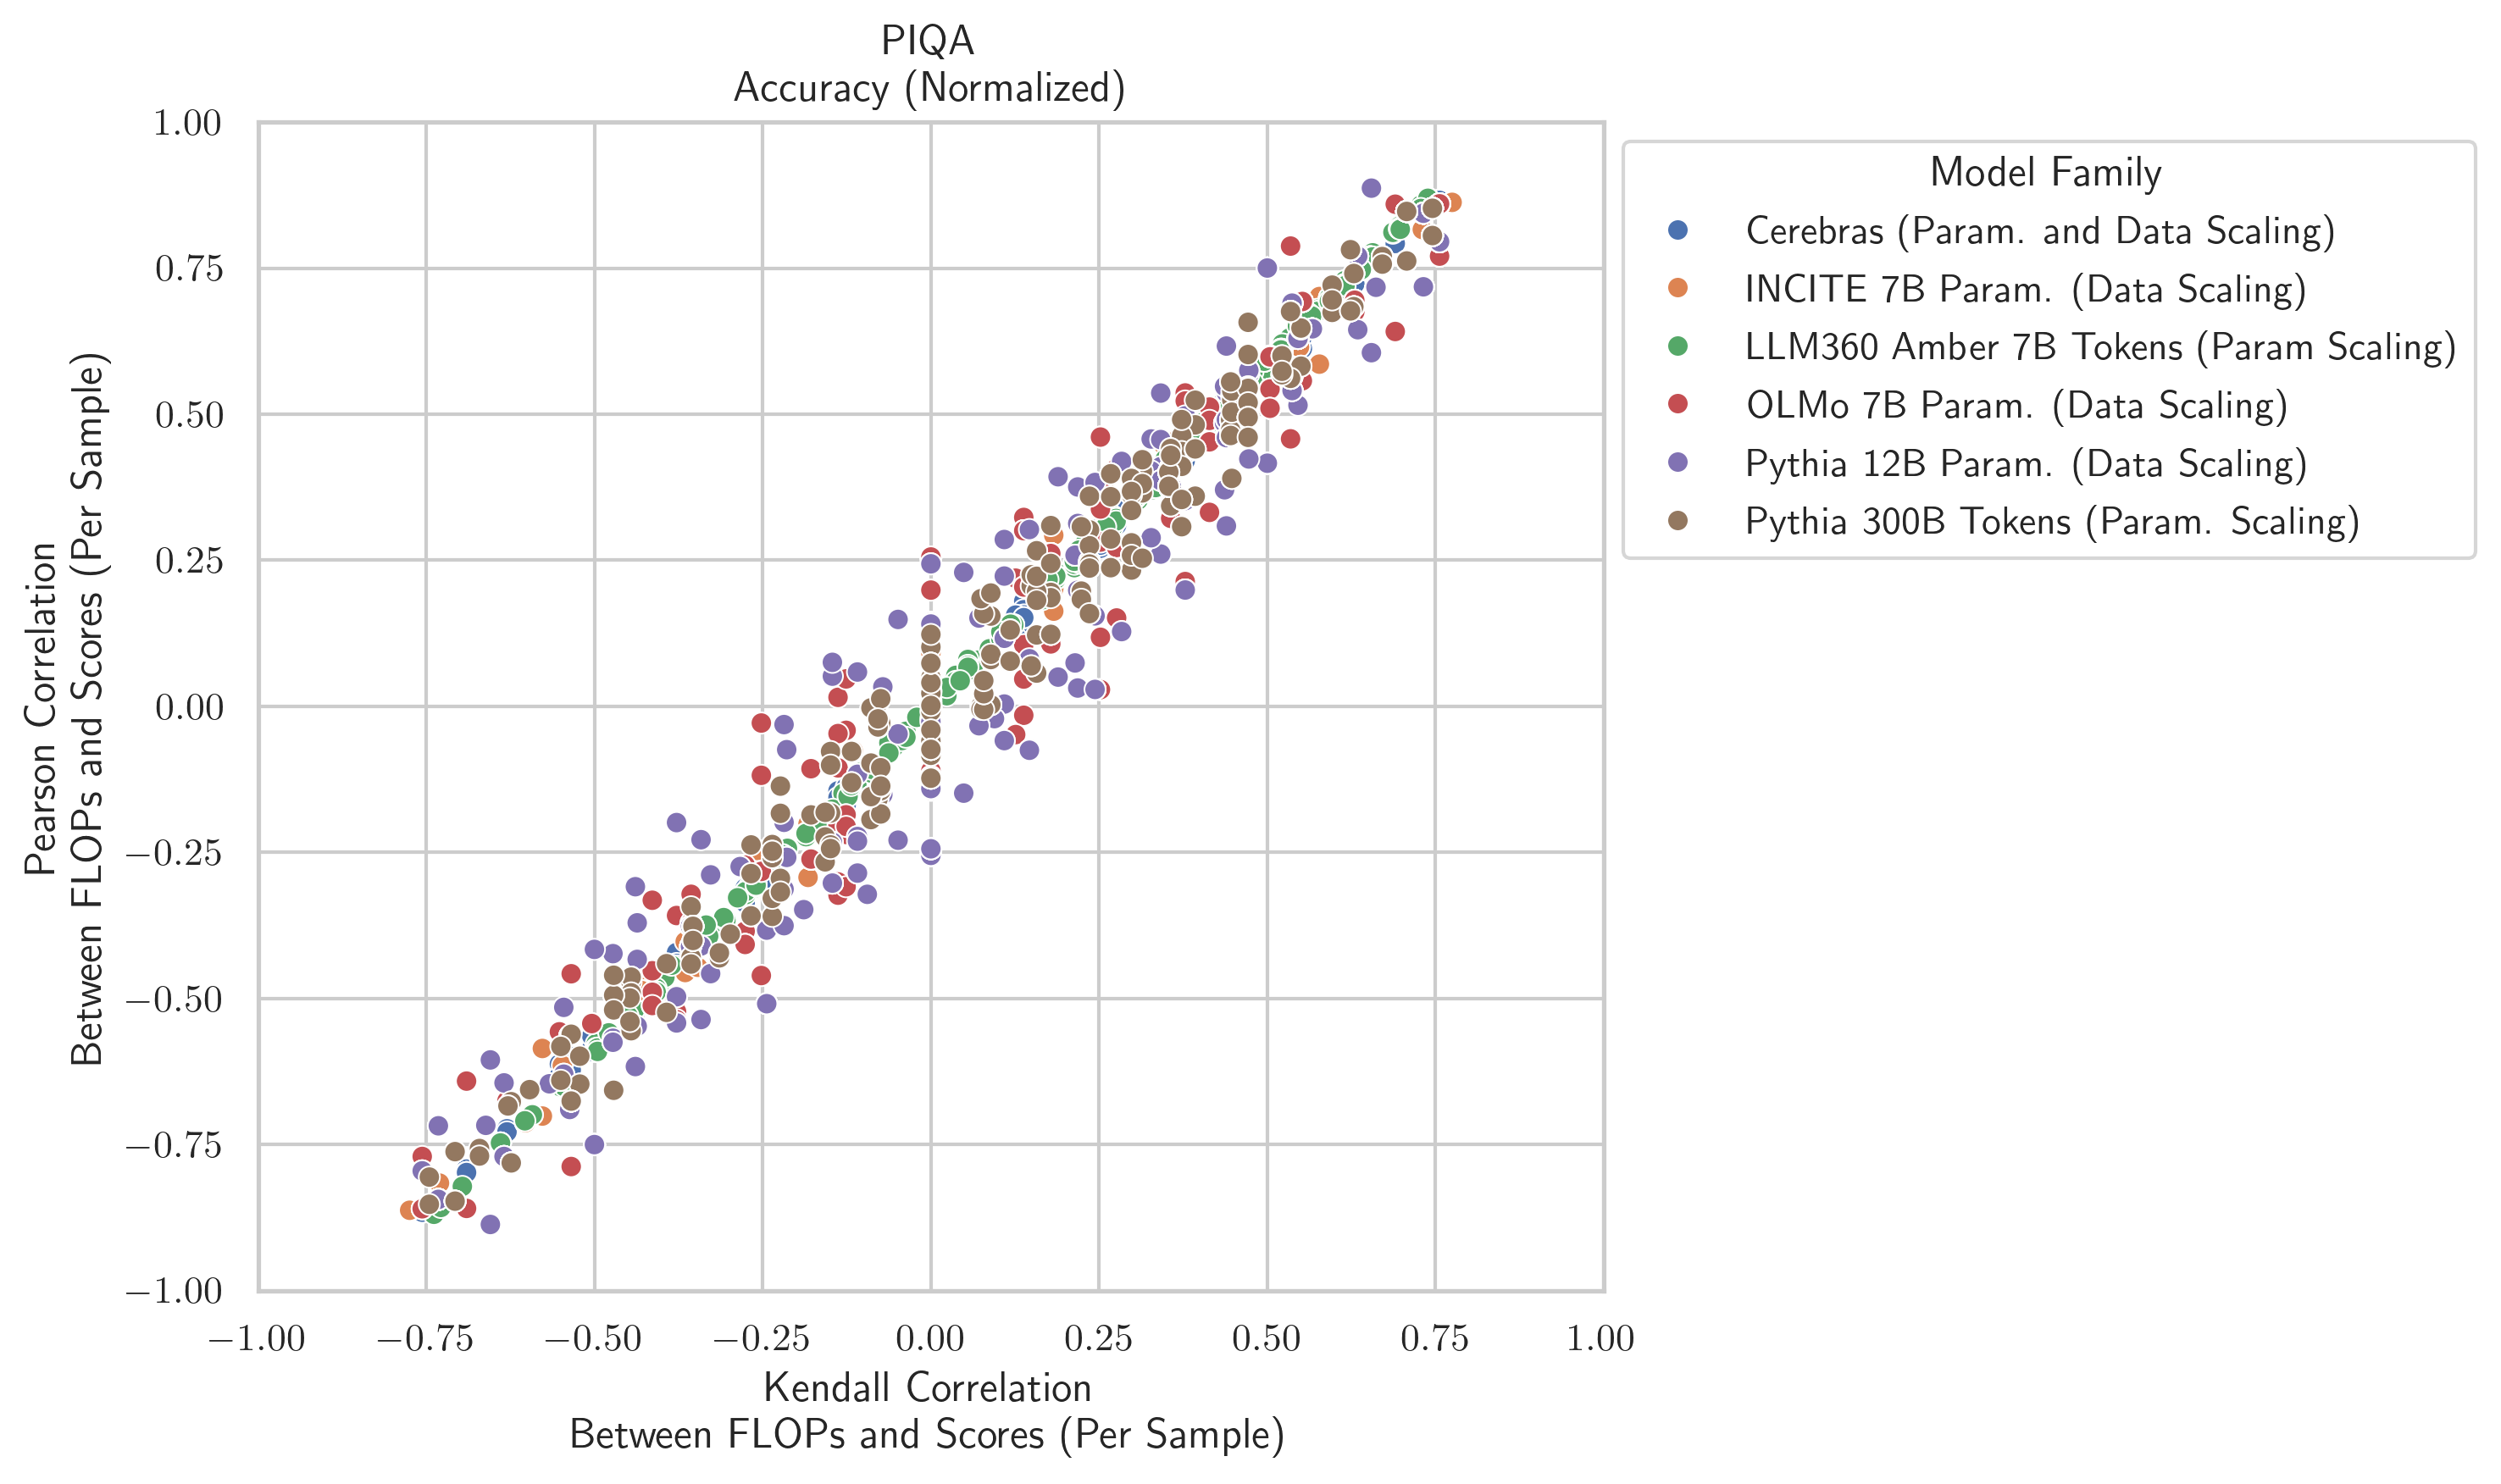 PIQA
Accuracy (Normalized)
1.00
0.75
0.50
0.25
0.00
−0.25
−0.50
−0.75
−1.00
Pearson Correlation
Between FLOPs and Scores (Per Sample)
−1.00 −0.75 −0.50 −0.25 0.00 0.25 0.50 0.75 1.00
Kendall Correlation
Between FLOPs and Scores (Per Sample)
Model Family
Cerebras (Param. and Data Scaling)
INCITE 7B Param. (Data Scaling)
LLM360 Amber 7B Tokens (Param Scaling)
OLMo 7B Param. (Data Scaling)
Pythia 12B Param. (Data Scaling)
Pythia 300B Tokens (Param. Scaling)